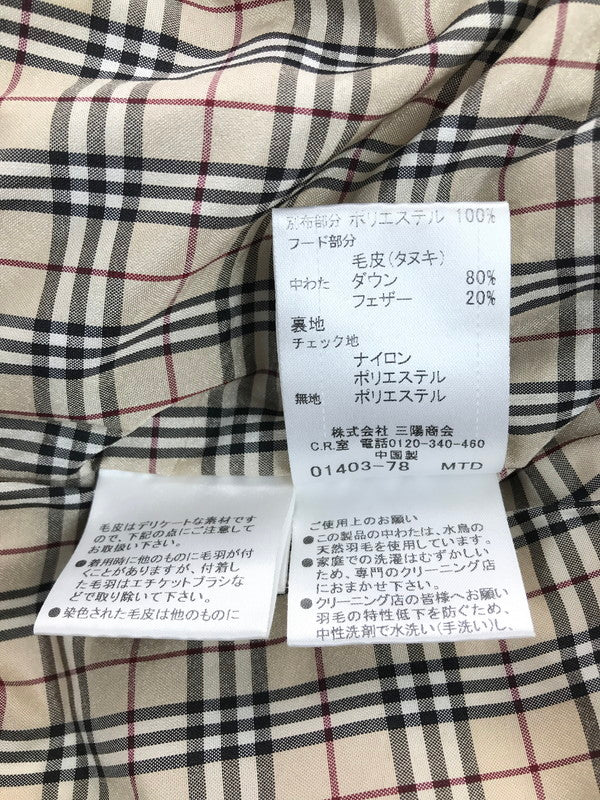 別布部分 ポリエステル 100%
フード部分
毛皮(タヌキ)
中わた ダウン 80%
フェザー 20%
裏地
チェック地
ナイロン
ポリエステル
無地 ポリエステル
株式会社 三陽商会
C.R.室 電話0120-340-460
中国製
01403-78 MTD
毛皮はデリケートな素材です
ので、下記の点にご注意して
お取扱い下さい。
●着用時に他のものに毛羽が付
くことがありますが、付着し
た毛羽はエチケットブラシなど
で取り除いて下さい。
●染色された毛皮は他のものに
ご使用上のお願い
●この製品の中わたは、水鳥の
天然羽毛を使用しています。
●家庭での洗濯はむずかしい
ため、専門のクリーニング店
におまかせ下さい。
●クリーニング店の皆様へお願い
羽毛の特性低下を防ぐため、
中性洗剤で水洗い(手洗い)し、